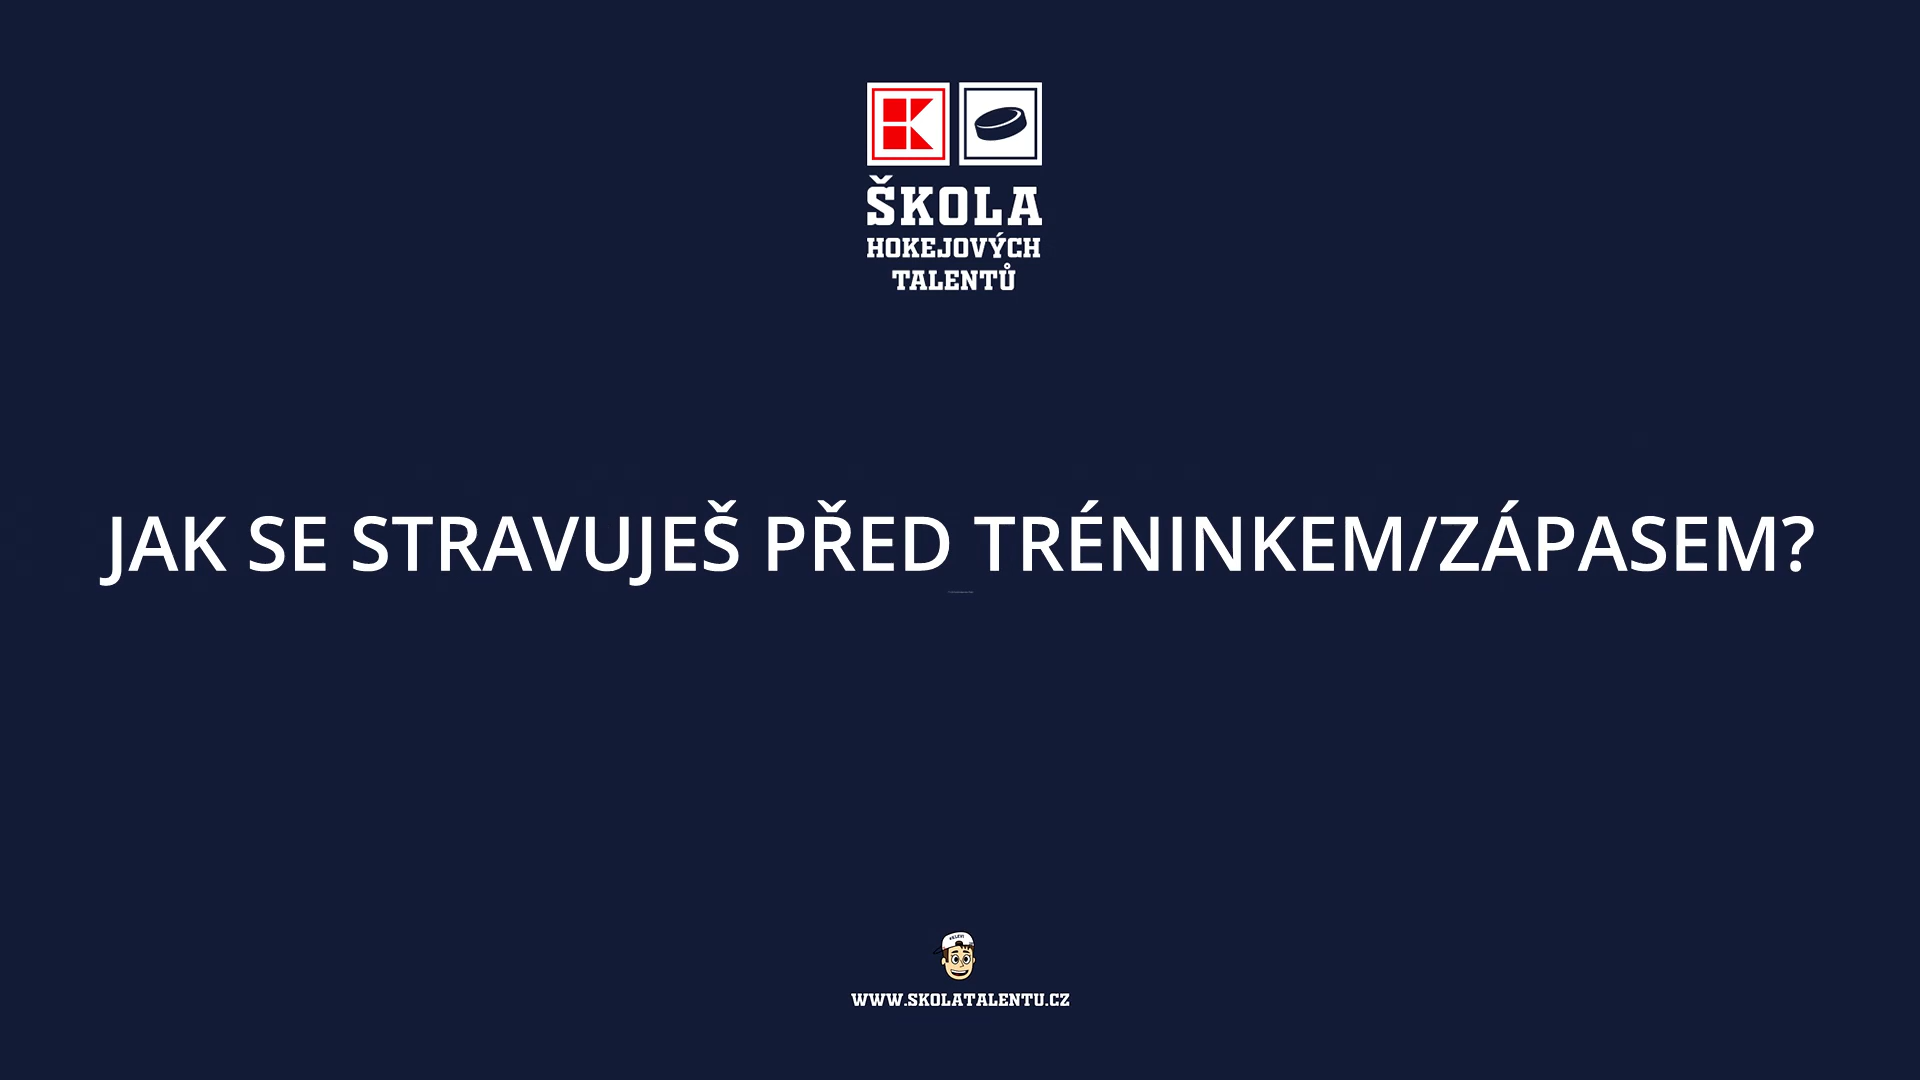 ŠKOLA
HOKEJOVÝCH
TALENTŮ
JAK SE STRAVUJEŠ PŘED TRÉNINKEM/ZÁPASEM?
WWW.SKOLATALENTU.CZ